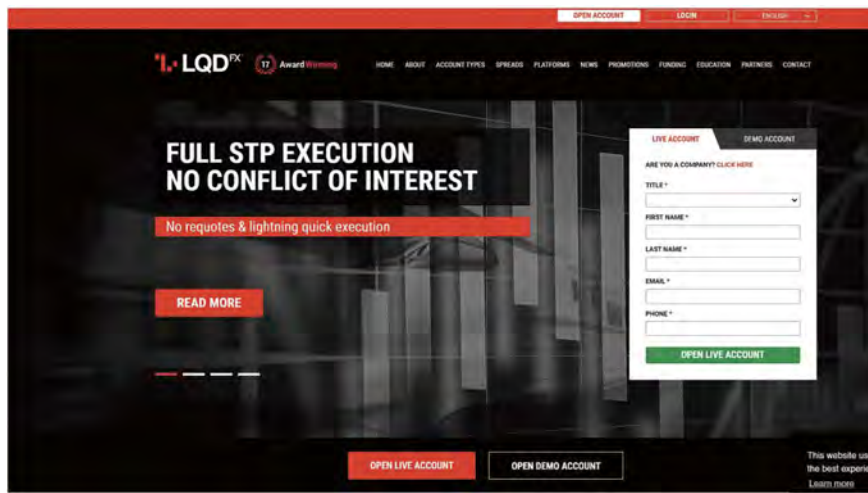 OPEN ACCOUNT LOGIN ENGLISH
LQDFX 17 Award Winning HOME ABOUT ACCOUNT TYPES SPREADS PLATFORMS NEWS PROMOTIONS FUNDING EDUCATION PARTNERS CONTACT
FULL STP EXECUTION
NO CONFLICT OF INTEREST
No requotes & lightning quick execution
READ MORE
LIVE ACCOUNT DEMO ACCOUNT
ARE YOU A COMPANY? CLICK HERE
TITLE *
FIRST NAME *
LAST NAME *
EMAIL *
PHONE *
OPEN LIVE ACCOUNT
OPEN LIVE ACCOUNT OPEN DEMO ACCOUNT
This website us
the best experie
Learn more